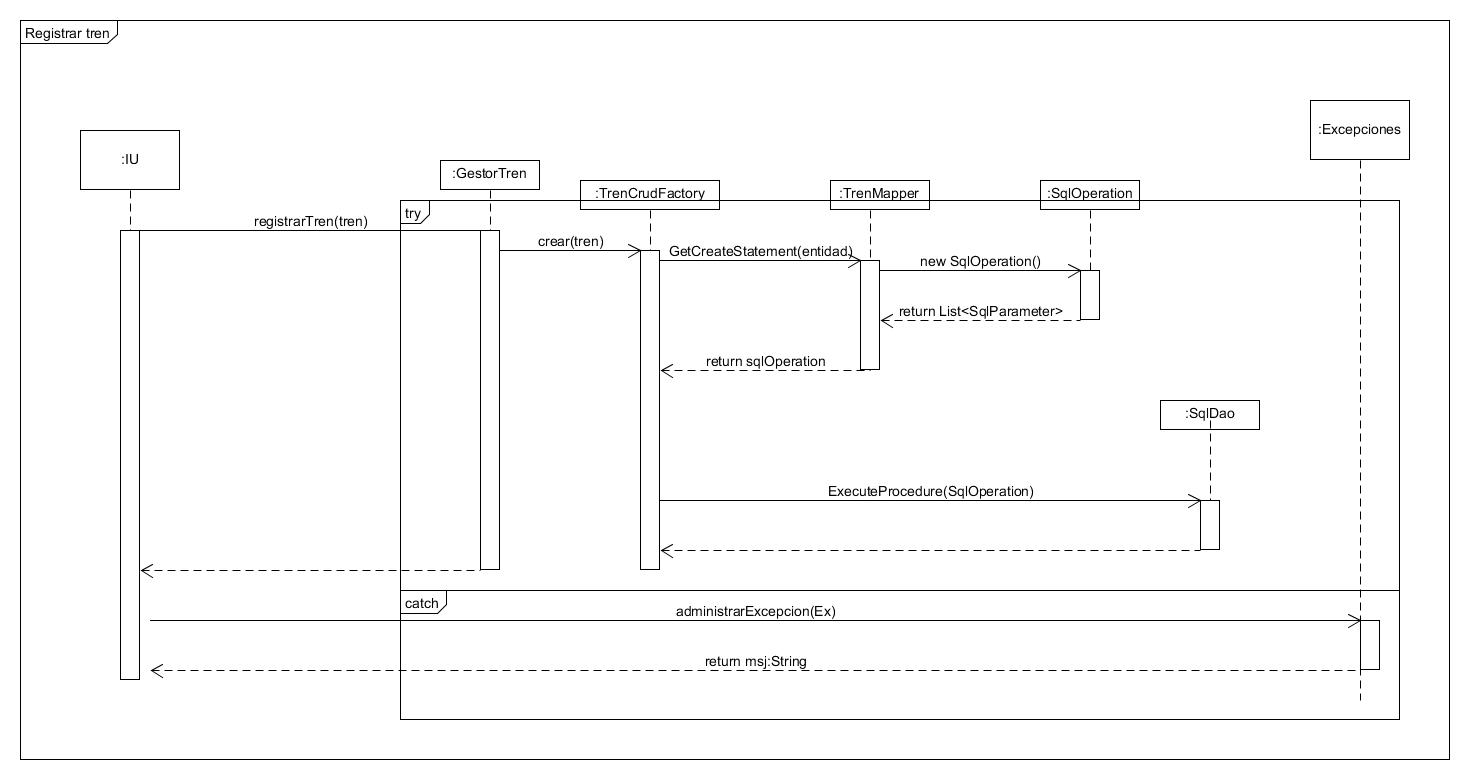 Registrar tren
:Excepciones
:IU
:GestorTren
:TrenCrudFactory
:TrenMapper
:SqlOperation
try
registrarTren(tren)
crear(tren)
GetCreateStatement(entidad)
new SqlOperation()
return List<SqlParameter>
return sqlOperation
:SqlDao
ExecuteProcedure(SqlOperation)
catch
administrarExcepcion(Ex)
return msj:String